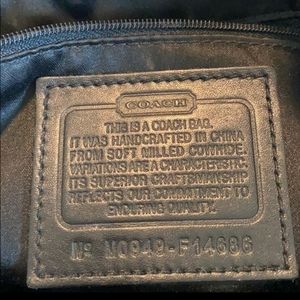 COACH
THIS IS A COACH BAG.
IT WAS HANDCRAFTED IN CHINA
FROM SOFT MILLED COWHIDE.
VARIATIONS ARE A CHARACTERISTIC.
ITS SUPERIOR CRAFTSMANSHIP
REFLECTS OUR COMMITMENT TO
ENDURING QUALITY.
Nº M0949-F14686